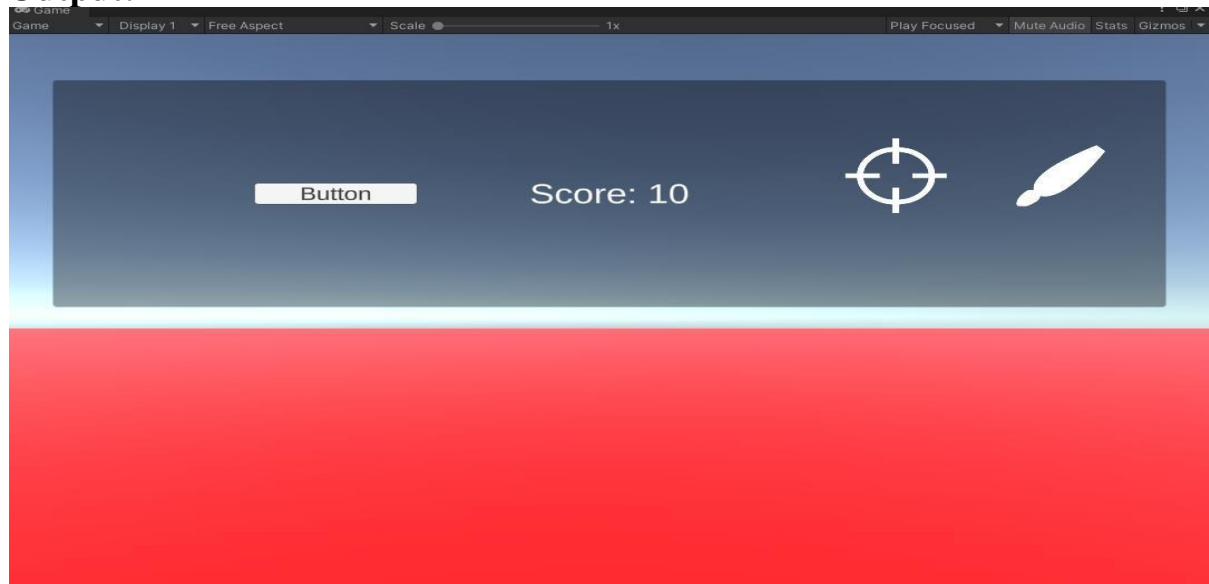 Game
Game Display 1 Free Aspect Scale 1x Play Focused Mute Audio Stats Gizmos
Button Score: 10